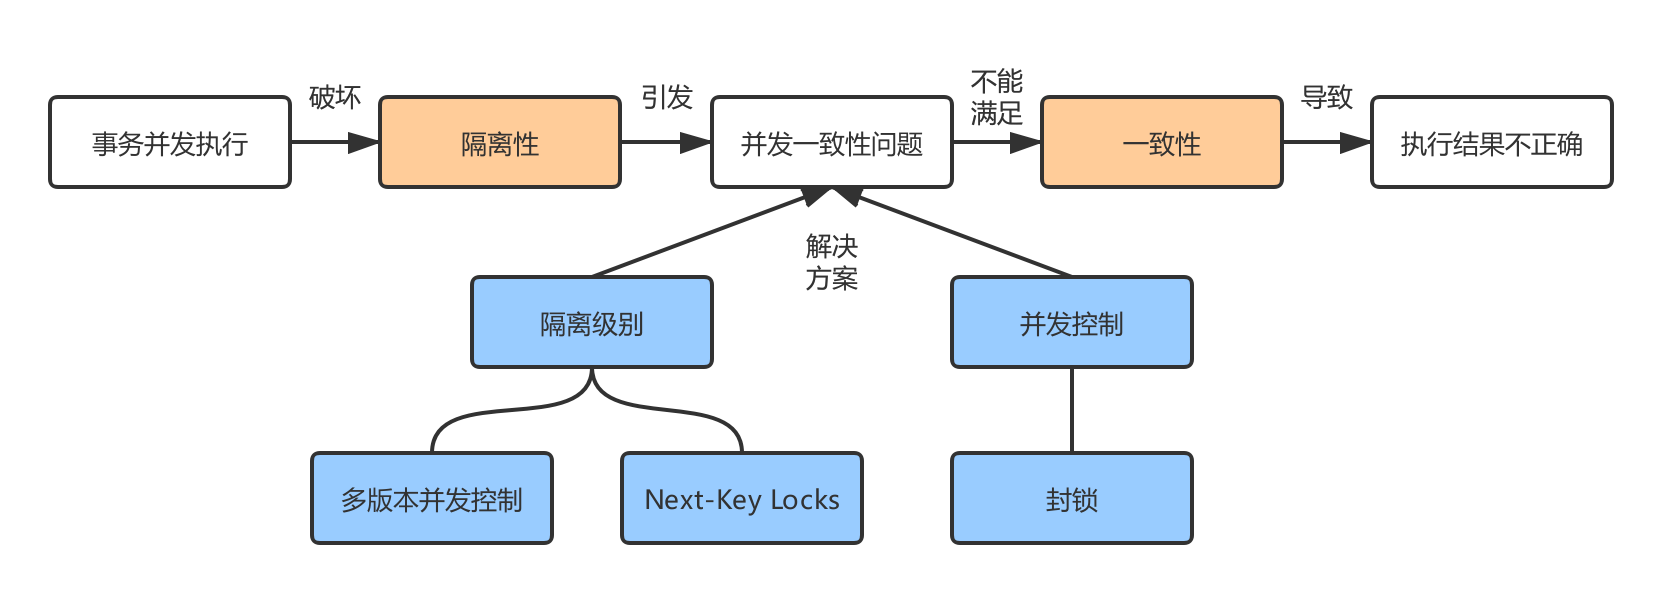 事务并发执行
破坏
隔离性
引发
并发一致性问题
不能
满足
一致性
导致
执行结果不正确
解决
方案
隔离级别
并发控制
多版本并发控制
Next-Key Locks
封锁